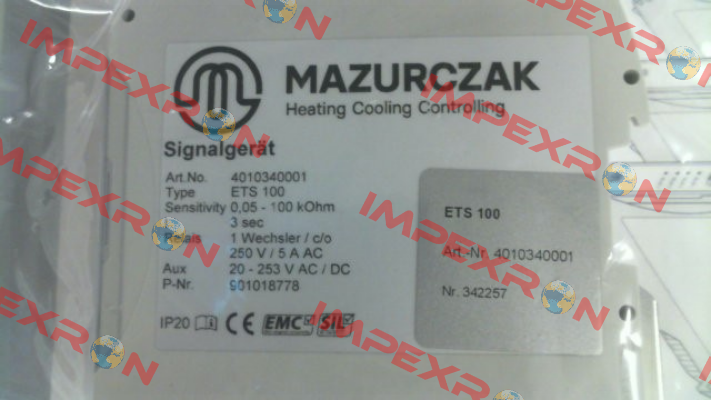 MAZURCZAK
Heating Cooling Controlling
Signalgerät
Art.No. 4010340001
Type ETS 100
Sensitivity 0,05 - 100 kOhm
3 sec
Relais 1 Wechsler / c/o
250 V / 5 A AC
Aux 20 - 253 V AC / DC
P-Nr. 901018778
IP20 CE EMC SIL
ETS 100
Art.-Nr. 4010340001
Nr. 342257
IMPEXRON
IMPEXRON
IMPEXRON
IMPEXRON
IMPEXRON